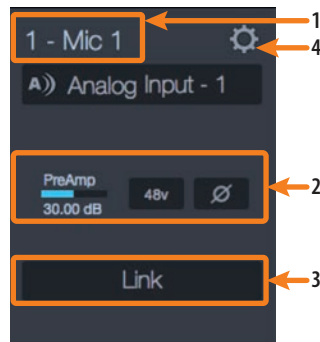 1 - Mic 1
1
4
A)) Analog Input - 1
PreAmp
30.00 dB
48v
Ø
2
Link
3